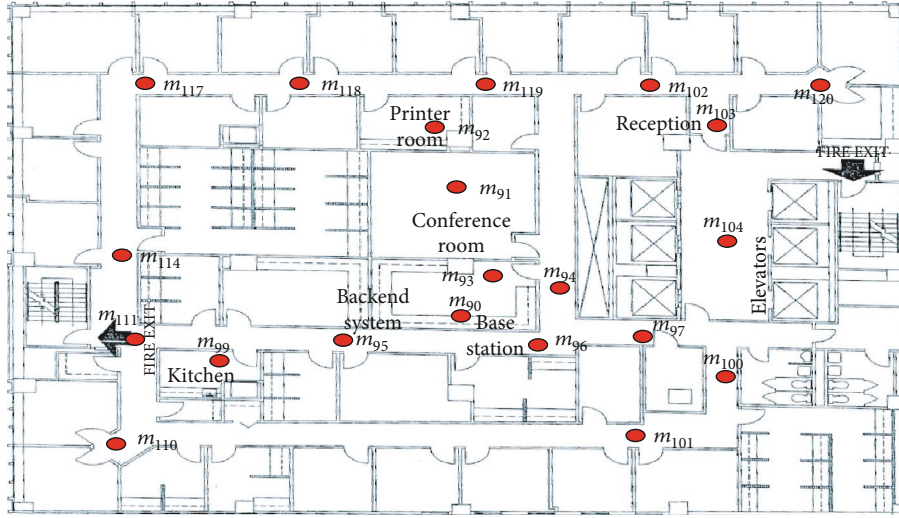 m117
m118
m119
m102
m120
Printer
room
m92
Reception
m103
FIRE EXIT
m91
Conference
room
m104
Elevators
m114
m93
m94
m90
Backend
system
Base
station
m111
FIRE EXIT
m95
m96
m97
m99
Kitchen
m100
m110
m101